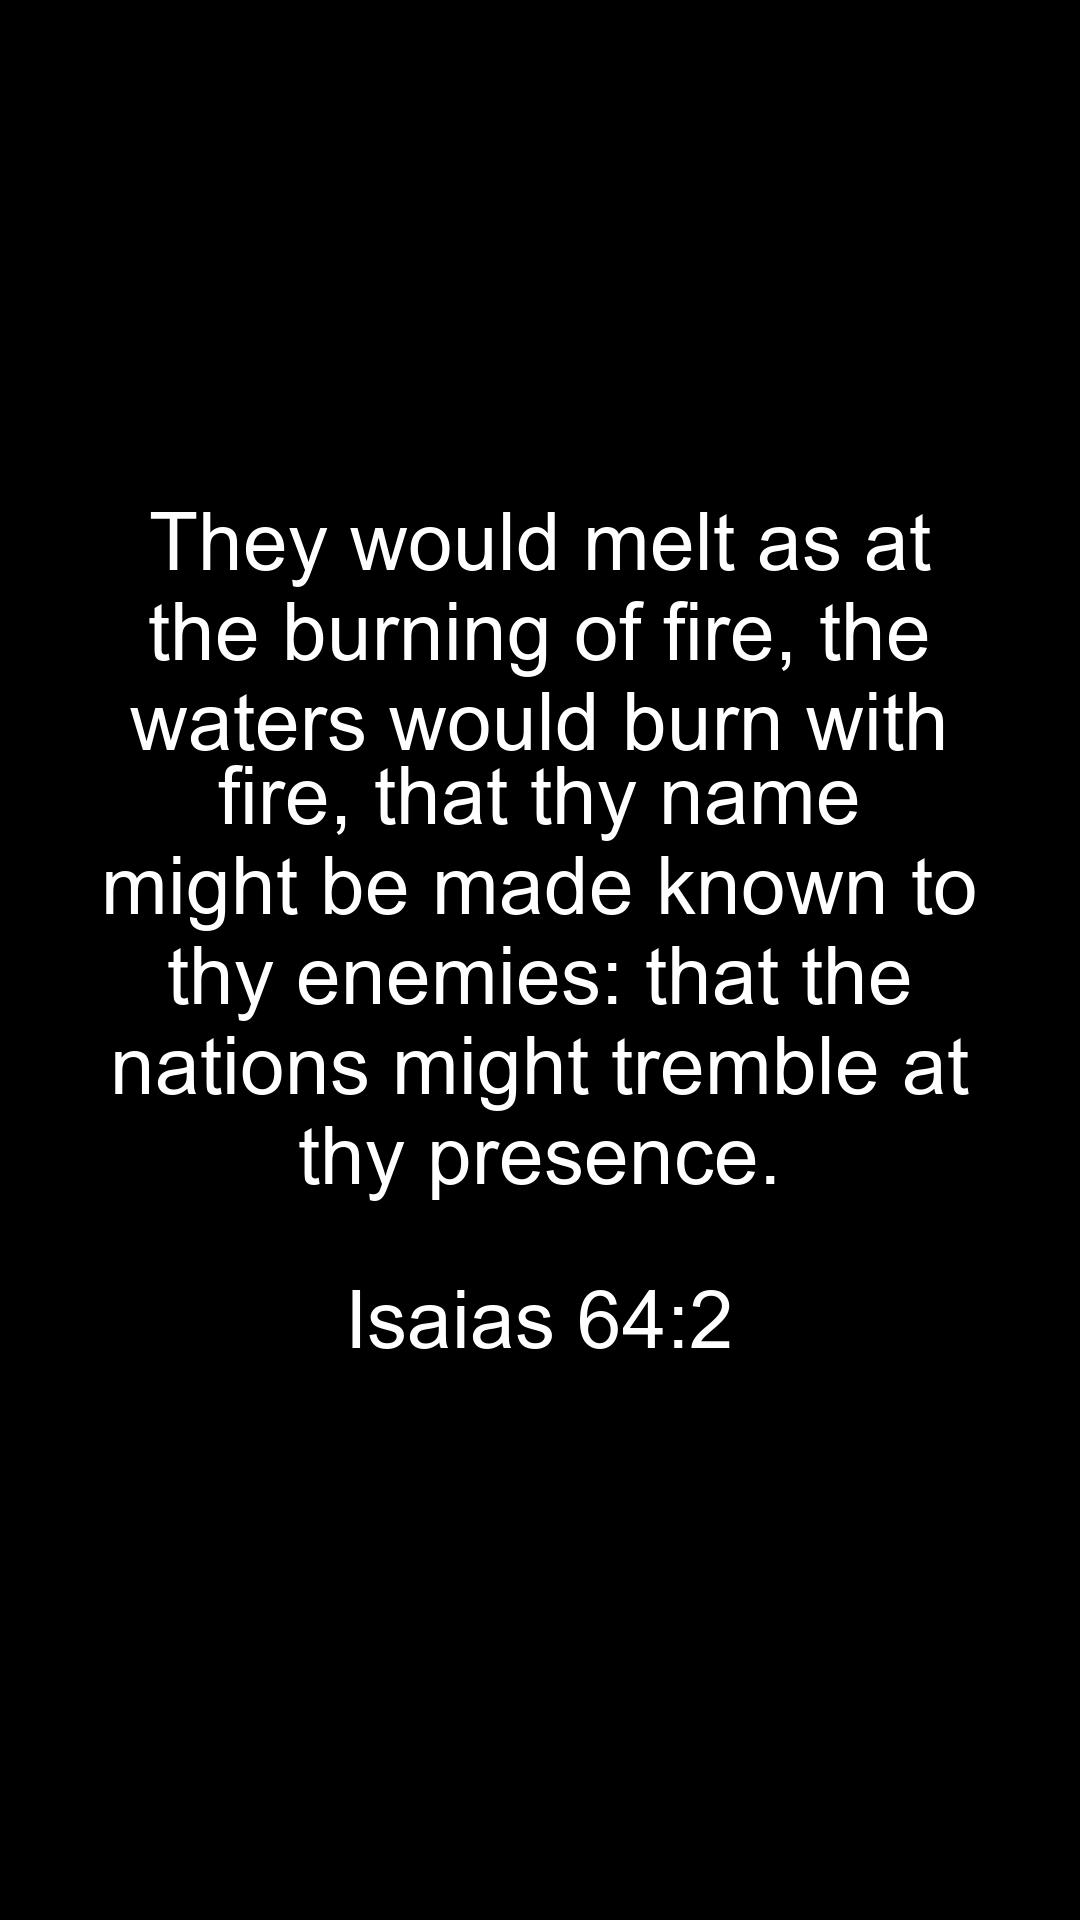 They would melt as at
the burning of fire, the
waters would burn with
fire, that thy name
might be made known to
thy enemies: that the
nations might tremble at
thy presence.
Isaias 64:2